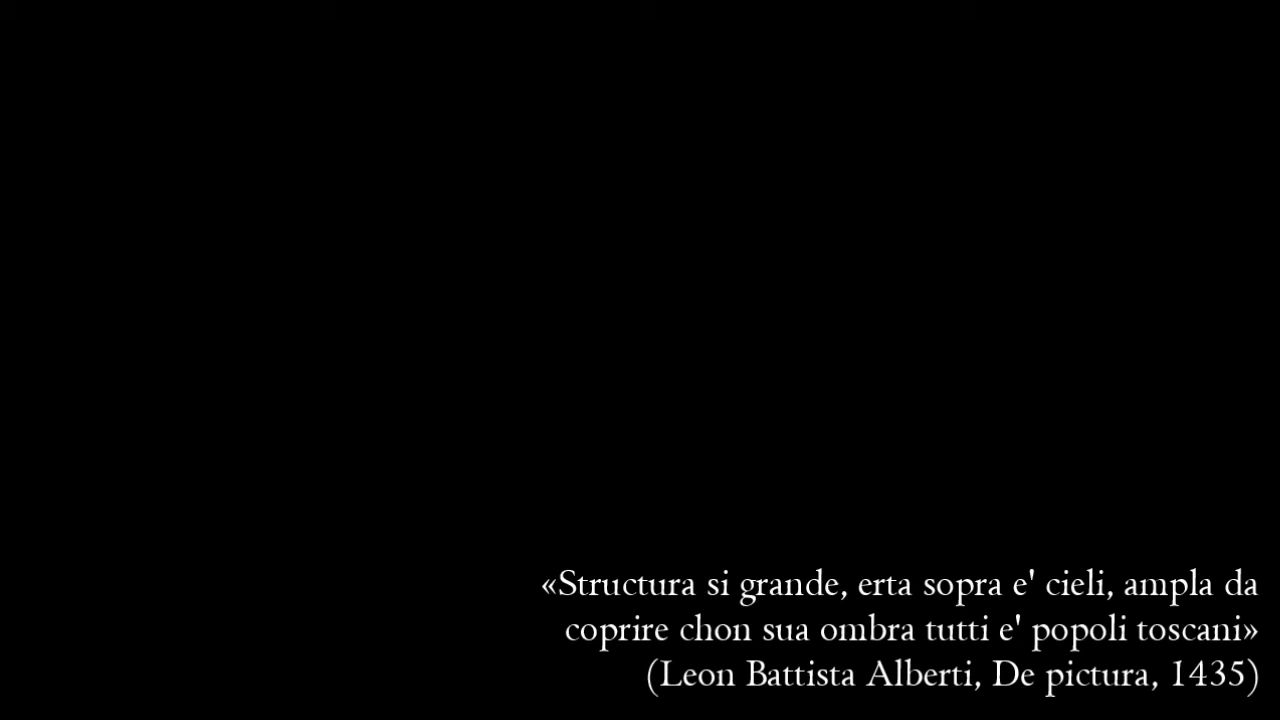 «Structura si grande, erta sopra e' cieli, ampla da
coprire chon sua ombra tutti e' popoli toscani»
(Leon Battista Alberti, De pictura, 1435)